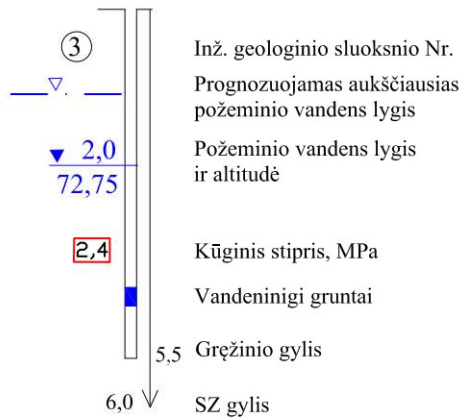 3 Inž. geologinio sluoksnio Nr.
Prognozuojamas aukščiausias
požeminio vandens lygis
2,0 Požeminio vandens lygis
72,75 ir altitudė
2,4 Kūginis stipris, MPa
Vandeninigi gruntai
5,5 Gręžinio gylis
6,0 SZ gylis